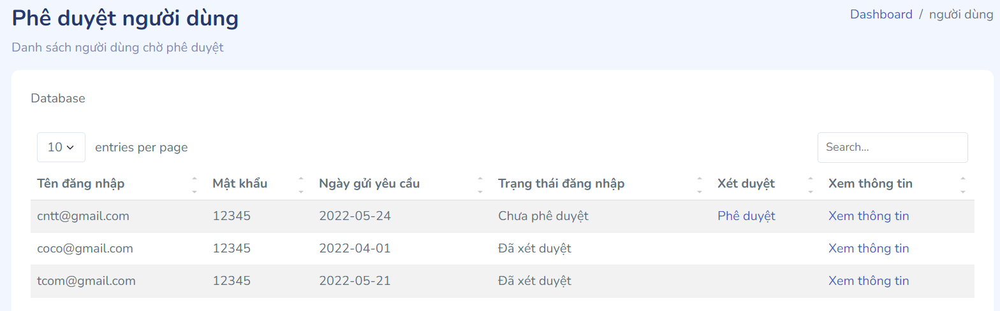 Phê duyệt người dùng
Dashboard / người dùng
Danh sách người dùng chờ phê duyệt
Database
10 entries per page
Search...
Tên đăng nhập Mật khẩu Ngày gửi yêu cầu Trạng thái đăng nhập Xét duyệt Xem thông tin
cntt@gmail.com 12345 2022-05-24 Chưa phê duyệt Phê duyệt Xem thông tin
coco@gmail.com 12345 2022-04-01 Đã xét duyệt Xem thông tin
tcom@gmail.com 12345 2022-05-21 Đã xét duyệt Xem thông tin